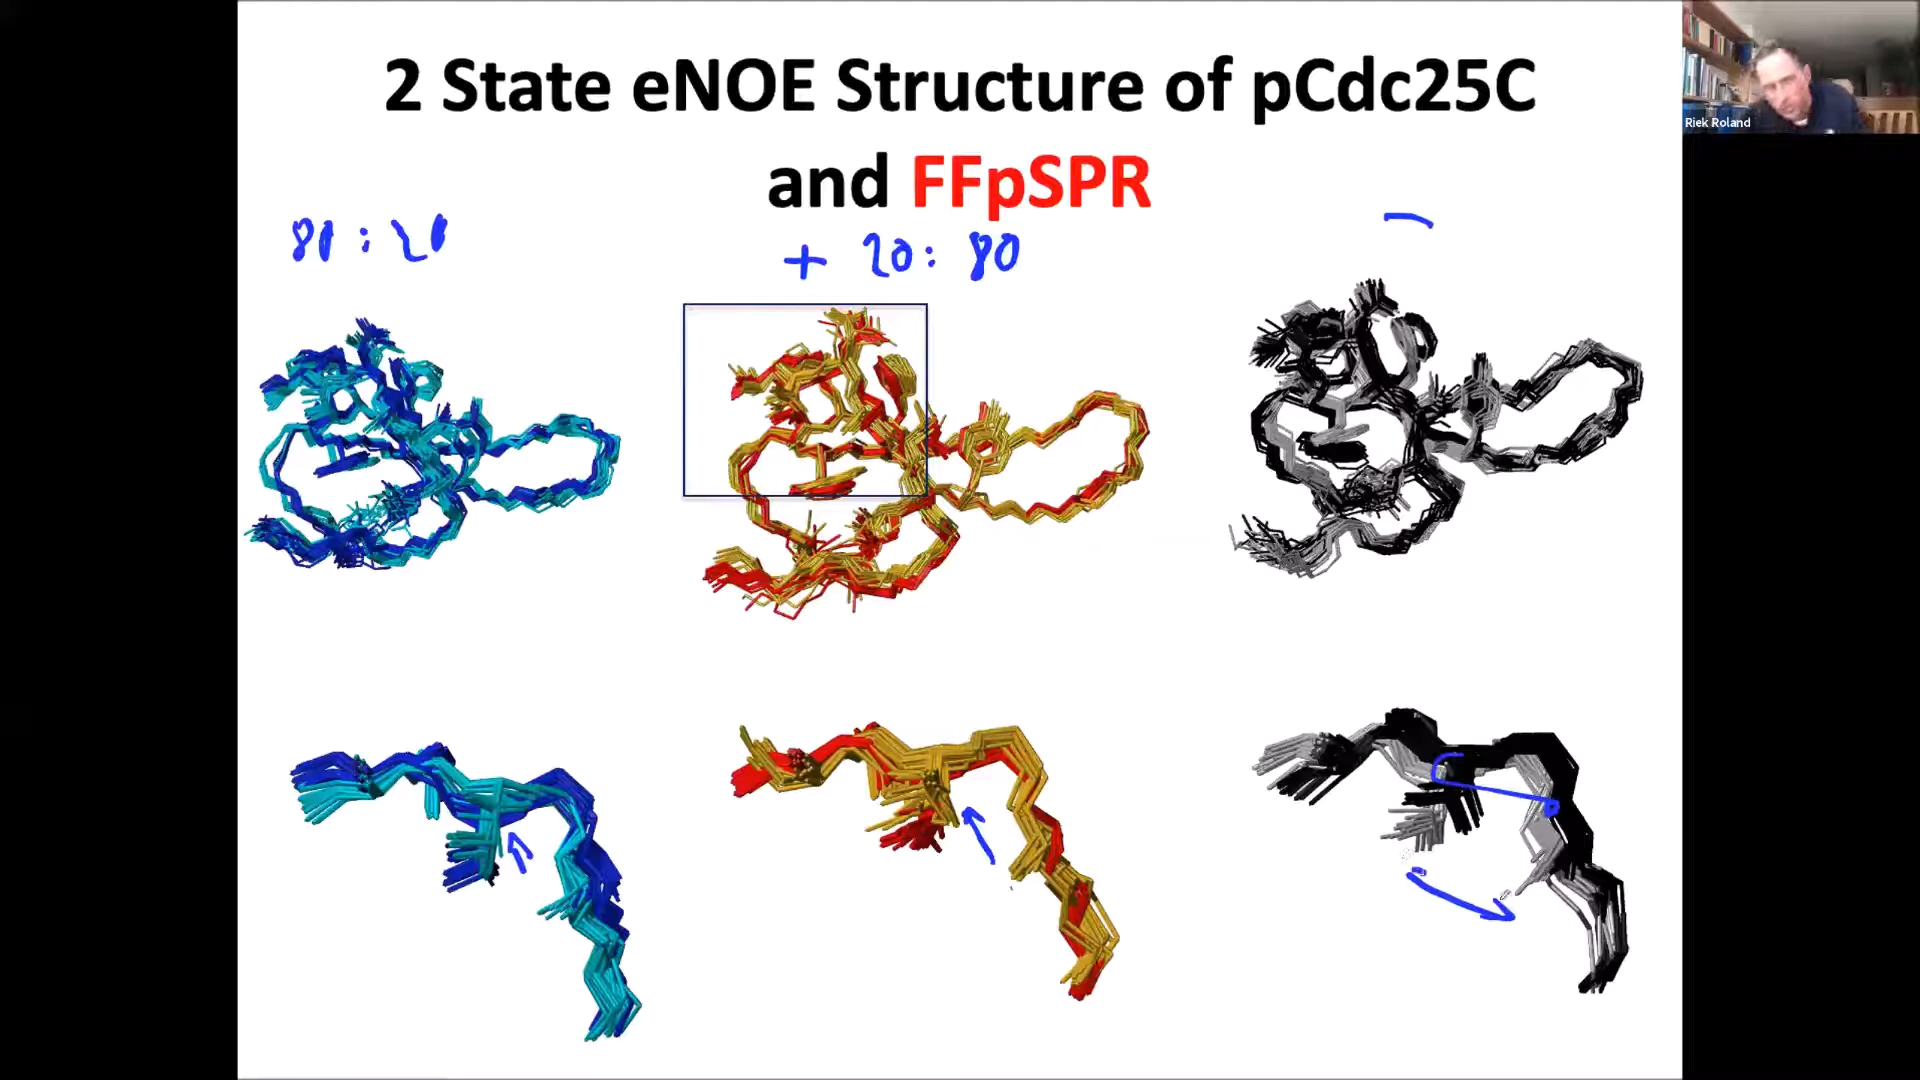 2 State eNOE Structure of pCdc25C
and FFpSPR
80:20
+ 20:80
-
Riek Roland